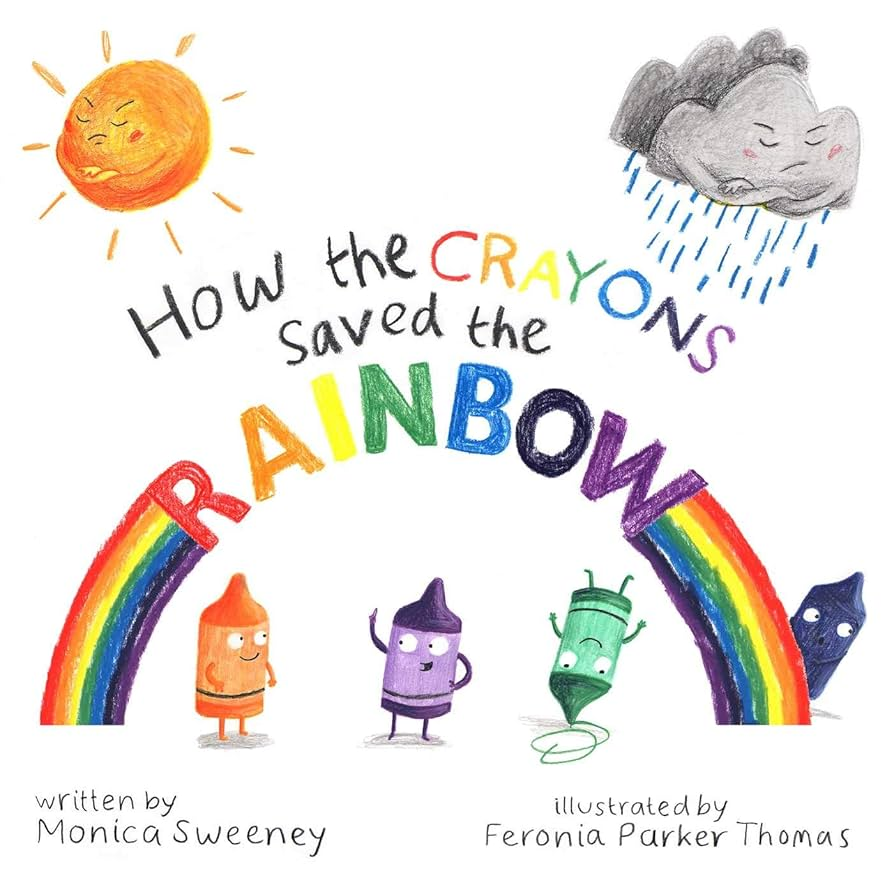 How the CRAYONS
saved the
RAINBOW
written by
Monica Sweeney
illustrated by
Feronia Parker Thomas